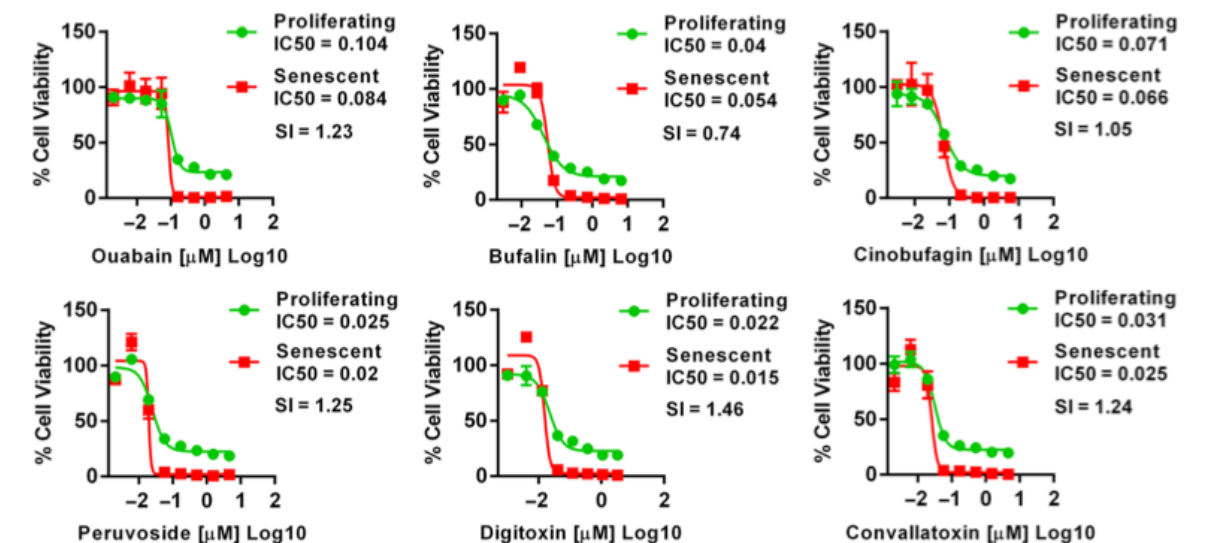 150
100
50
0
% Cell Viability
−2 −1 0 1 2
Ouabain [μM] Log10
Proliferating
IC50 = 0.104
Senescent
IC50 = 0.084
SI = 1.23
150
100
50
0
% Cell Viability
−2 −1 0 1 2
Bufalin [μM] Log10
Proliferating
IC50 = 0.04
Senescent
IC50 = 0.054
SI = 0.74
150
100
50
0
% Cell Viability
−2 −1 0 1 2
Cinobufagin [μM] Log10
Proliferating
IC50 = 0.071
Senescent
IC50 = 0.066
SI = 1.05
150
100
50
0
% Cell Viability
−2 −1 0 1 2
Peruvoside [μM] Log10
Proliferating
IC50 = 0.025
Senescent
IC50 = 0.02
SI = 1.25
150
100
50
0
% Cell Viability
−2 0 2
Digitoxin [μM] Log10
Proliferating
IC50 = 0.022
Senescent
IC50 = 0.015
SI = 1.46
150
100
50
0
% Cell Viability
−2 −1 0 1 2
Convallatoxin [μM] Log10
Proliferating
IC50 = 0.031
Senescent
IC50 = 0.025
SI = 1.24